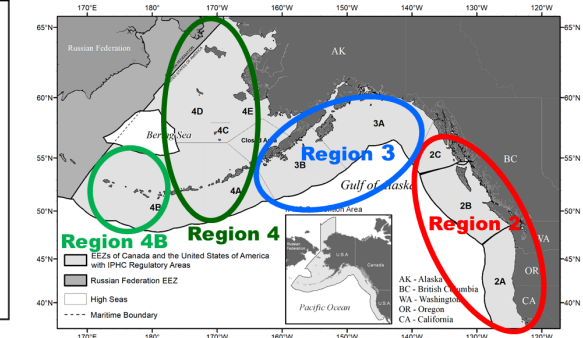 170°E
180°
170°W
160°W
150°W
140°W
130°W
120°W
65°N
65°N
Russian Federation
AK
60°N
60°N
4D
4E
3A
Bering Sea
4C
Region 3
2C
BC
55°N
55°N
3B
4A
Gulf of Alaska
4B
2B
Region 2
50°N
50°N
Region 4B
Region 4
WA
EEZs of Canada and the United States of America
with IPHC Regulatory Areas
Russian Federation EEZ
High Seas
Maritime Boundary
45°N
45°N
40°N
40°N
Russian
Federation
U.S.A.
Canada
U.S.A.
Pacific Ocean
2A
OR
CA
AK - Alaska
BC - British Columbia
WA - Washington
OR - Oregon
CA - California
170°E
180°
170°W
160°W
150°W
140°W
130°W
120°W